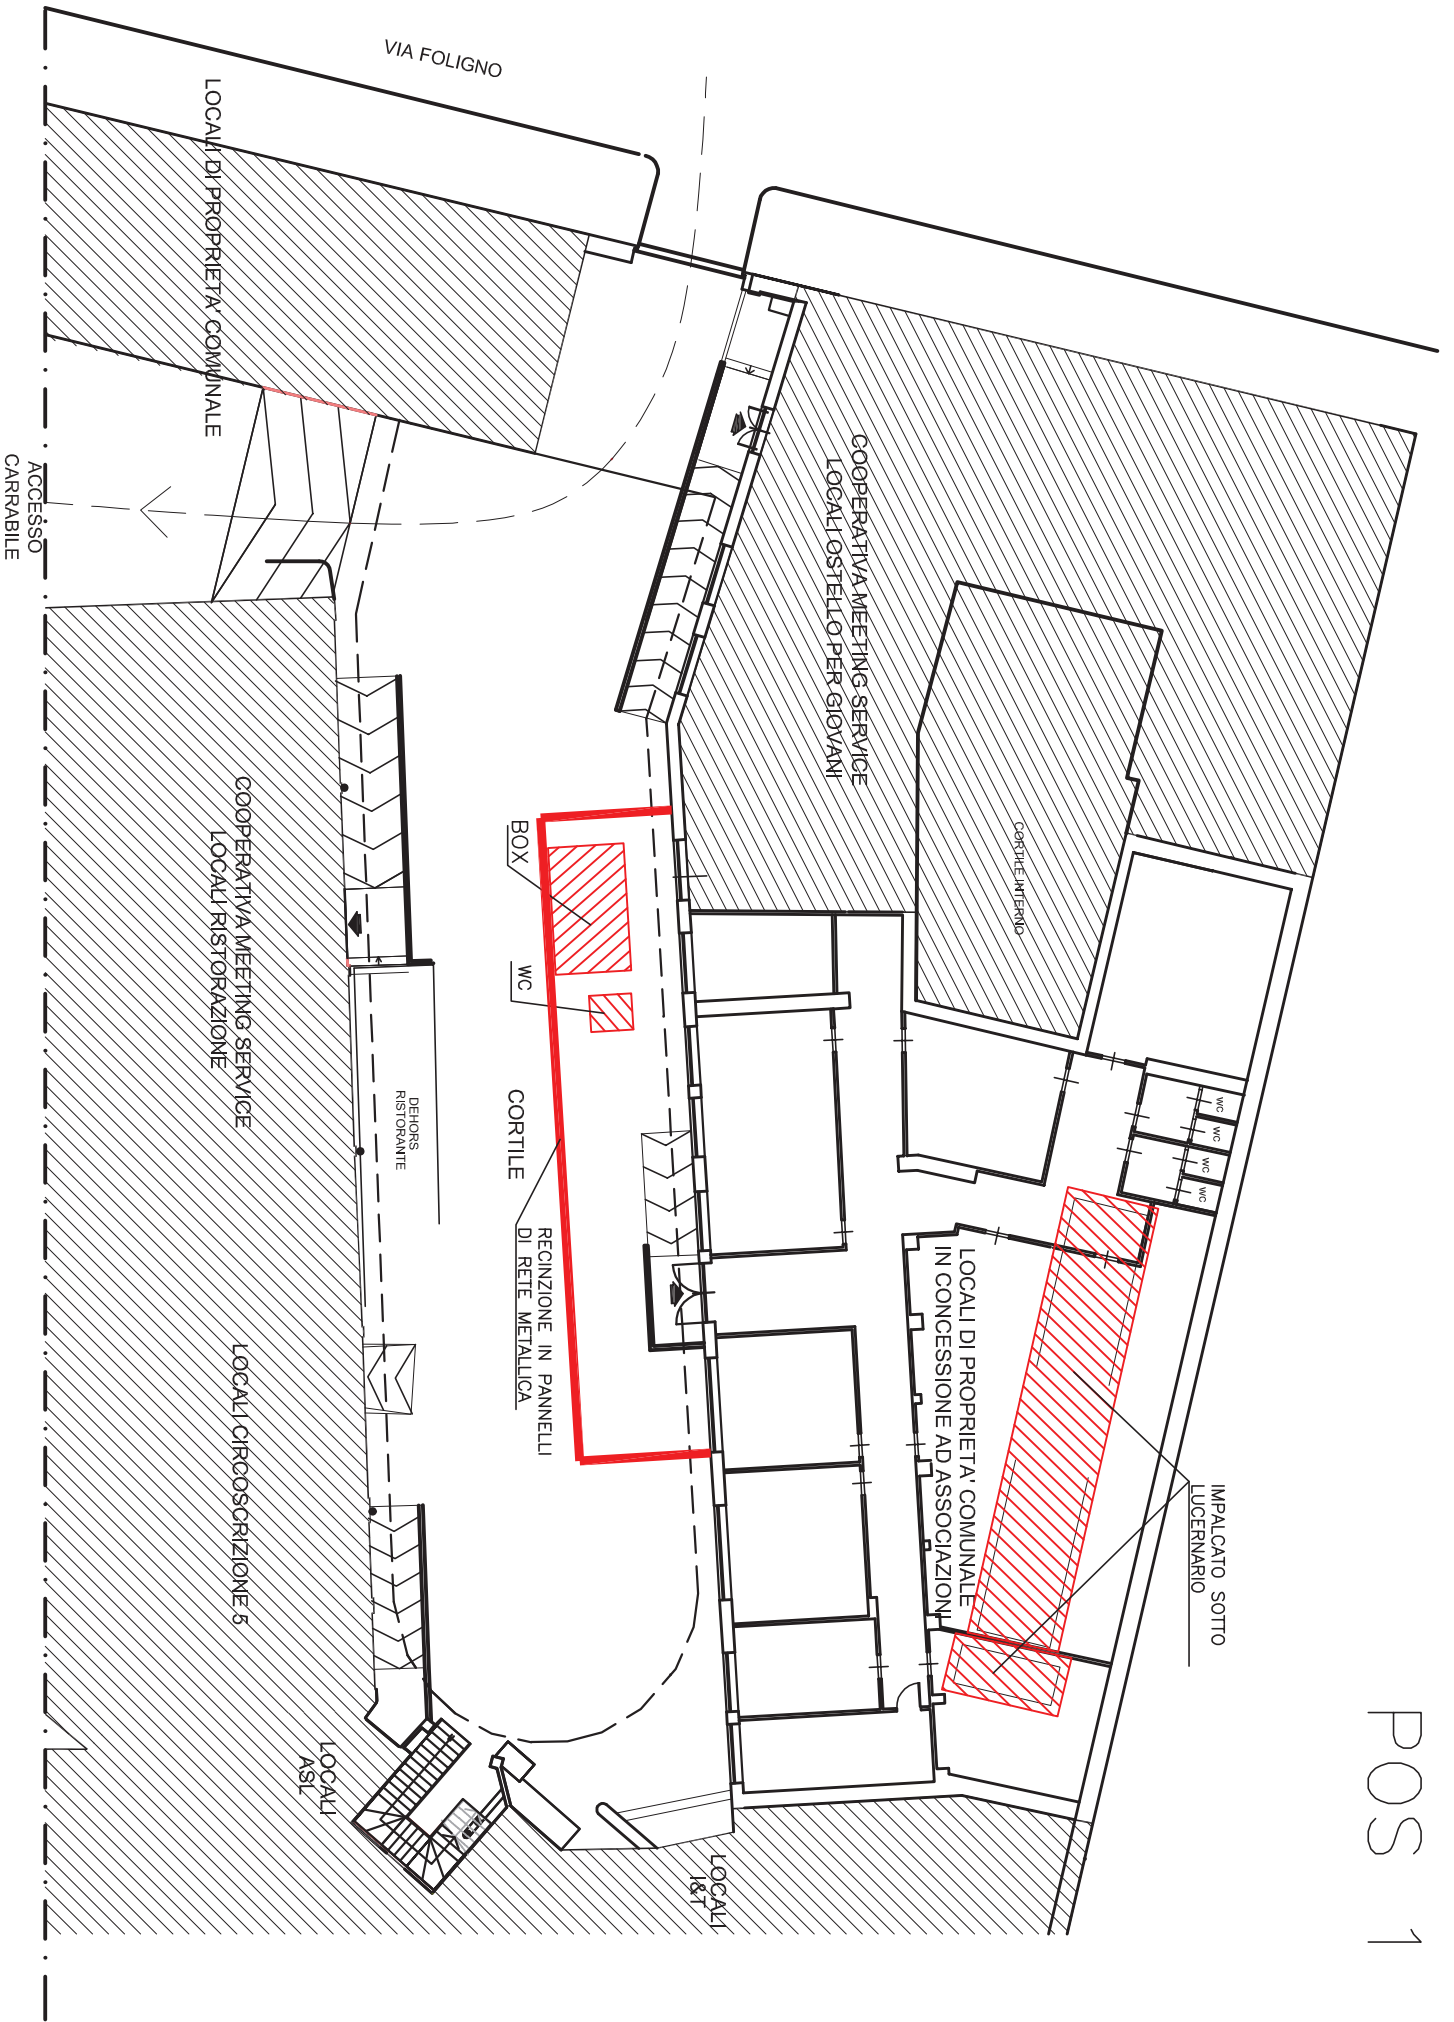 POS 1
VIA FOLIGNO
LOCALI DI PROPRIETA' COMUNALE
ACCESSO
CARRABILE
COOPERATIVA MEETING SERVICE
LOCALI OSTELLO PER GIOVANI
CORTILE INTERNO
COOPERATIVA MEETING SERVICE
LOCALI RISTORAZIONE
BOX
WC
CORTILE
DEHORS
RISTORANTE
RECINZIONE IN PANNELLI
DI RETE METALLICA
WC
WC
WC
WC
LOCALI DI PROPRIETA' COMUNALE
IN CONCESSIONE AD ASSOCIAZIONI
IMPALCATO SOTTO
LUCERNARIO
LOCALI CIRCOSCRIZIONE 5
LOCALI
ASL
LOCALI
I&T